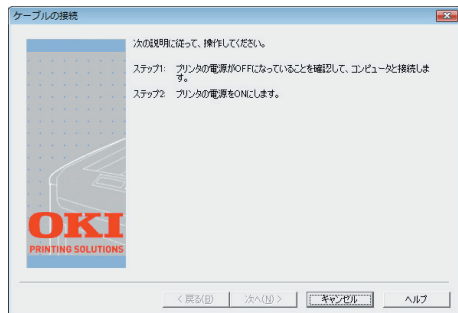 ケーブルの接続
次の説明に従って、操作してください。
ステップ1: プリンタの電源がOFFになっていることを確認して、コンピュータと接続しま
す。
ステップ2: プリンタの電源をONにします。
OKI
PRINTING SOLUTIONS
< 戻る(B) 次へ(N) > キャンセル ヘルプ